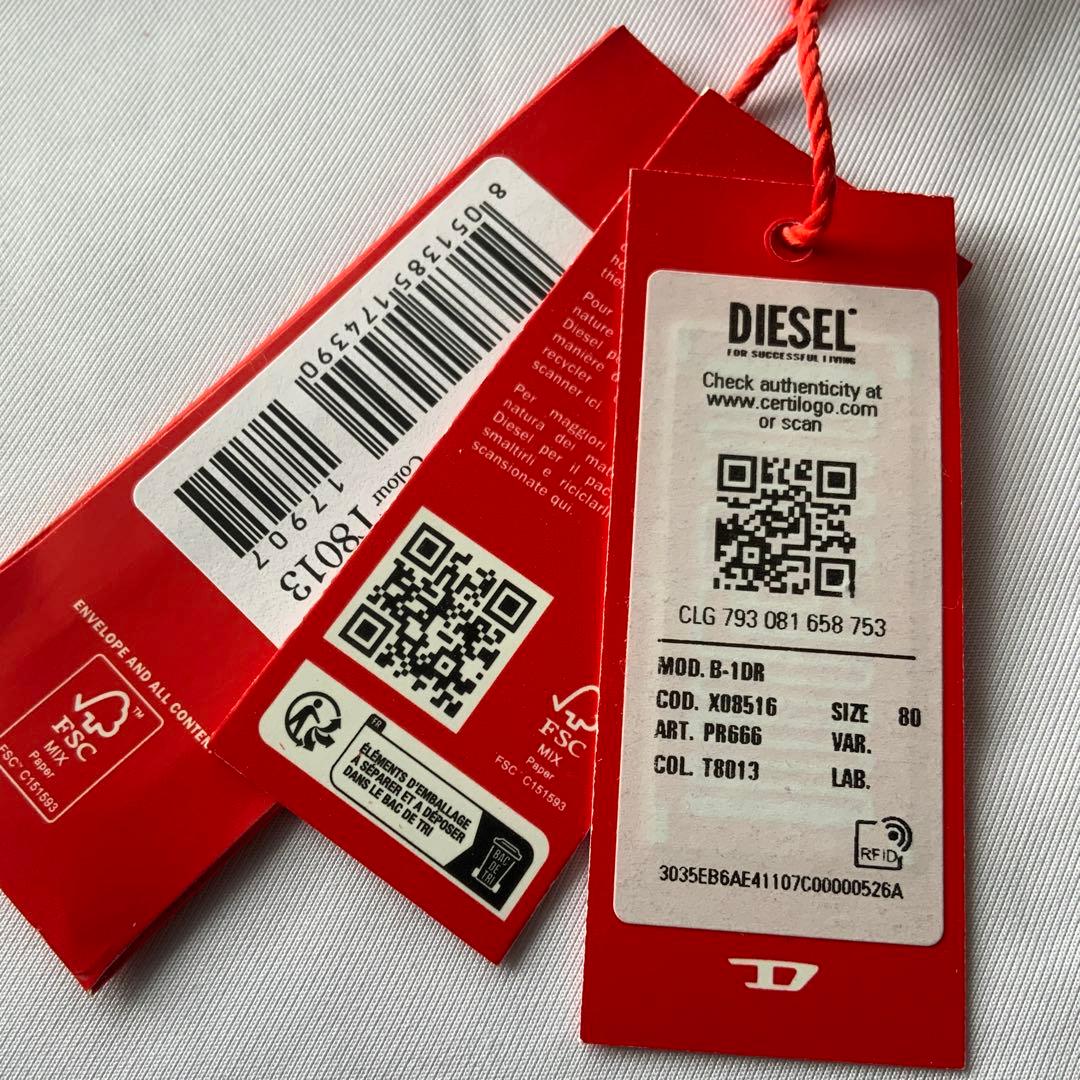 8 051385 174390
17907
Colour T8013
ENVELOPE AND ALL CONTEN
FSC™
MIX
Paper
FSC® C151593
Pour
nature
Diesel p
manière
recycler
scanner ici.
Per maggiori
natura dei mat
Diesel per il pac
smaltirli e riciclarli
scansionate qui.
FSC
MIX
Paper
FSC® C151593
FR
ÉLÉMENTS D'EMBALLAGE
À SÉPARER ET À DÉPOSER
DANS LE BAC DE TRI
BAC
DE
TRI
DIESEL
FOR SUCCESSFUL LIVING
Check authenticity at
www.certilogo.com
or scan
CLG 793 081 658 753
MOD. B-1DR
COD. X08516 SIZE 80
ART. PR666 VAR.
COL. T8013 LAB.
RFID
3035EB6AE41107C00000526A
D